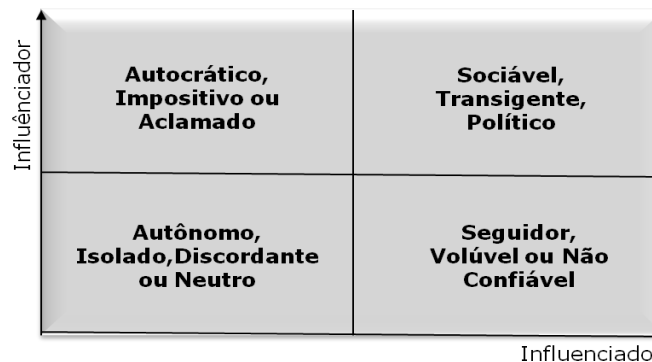 Influênciador
Autocrático,
Impositivo ou
Aclamado
Sociável,
Transigente,
Político
Autônomo,
Isolado,Discordante
ou Neutro
Seguidor,
Volúvel ou Não
Confiável
Influenciado